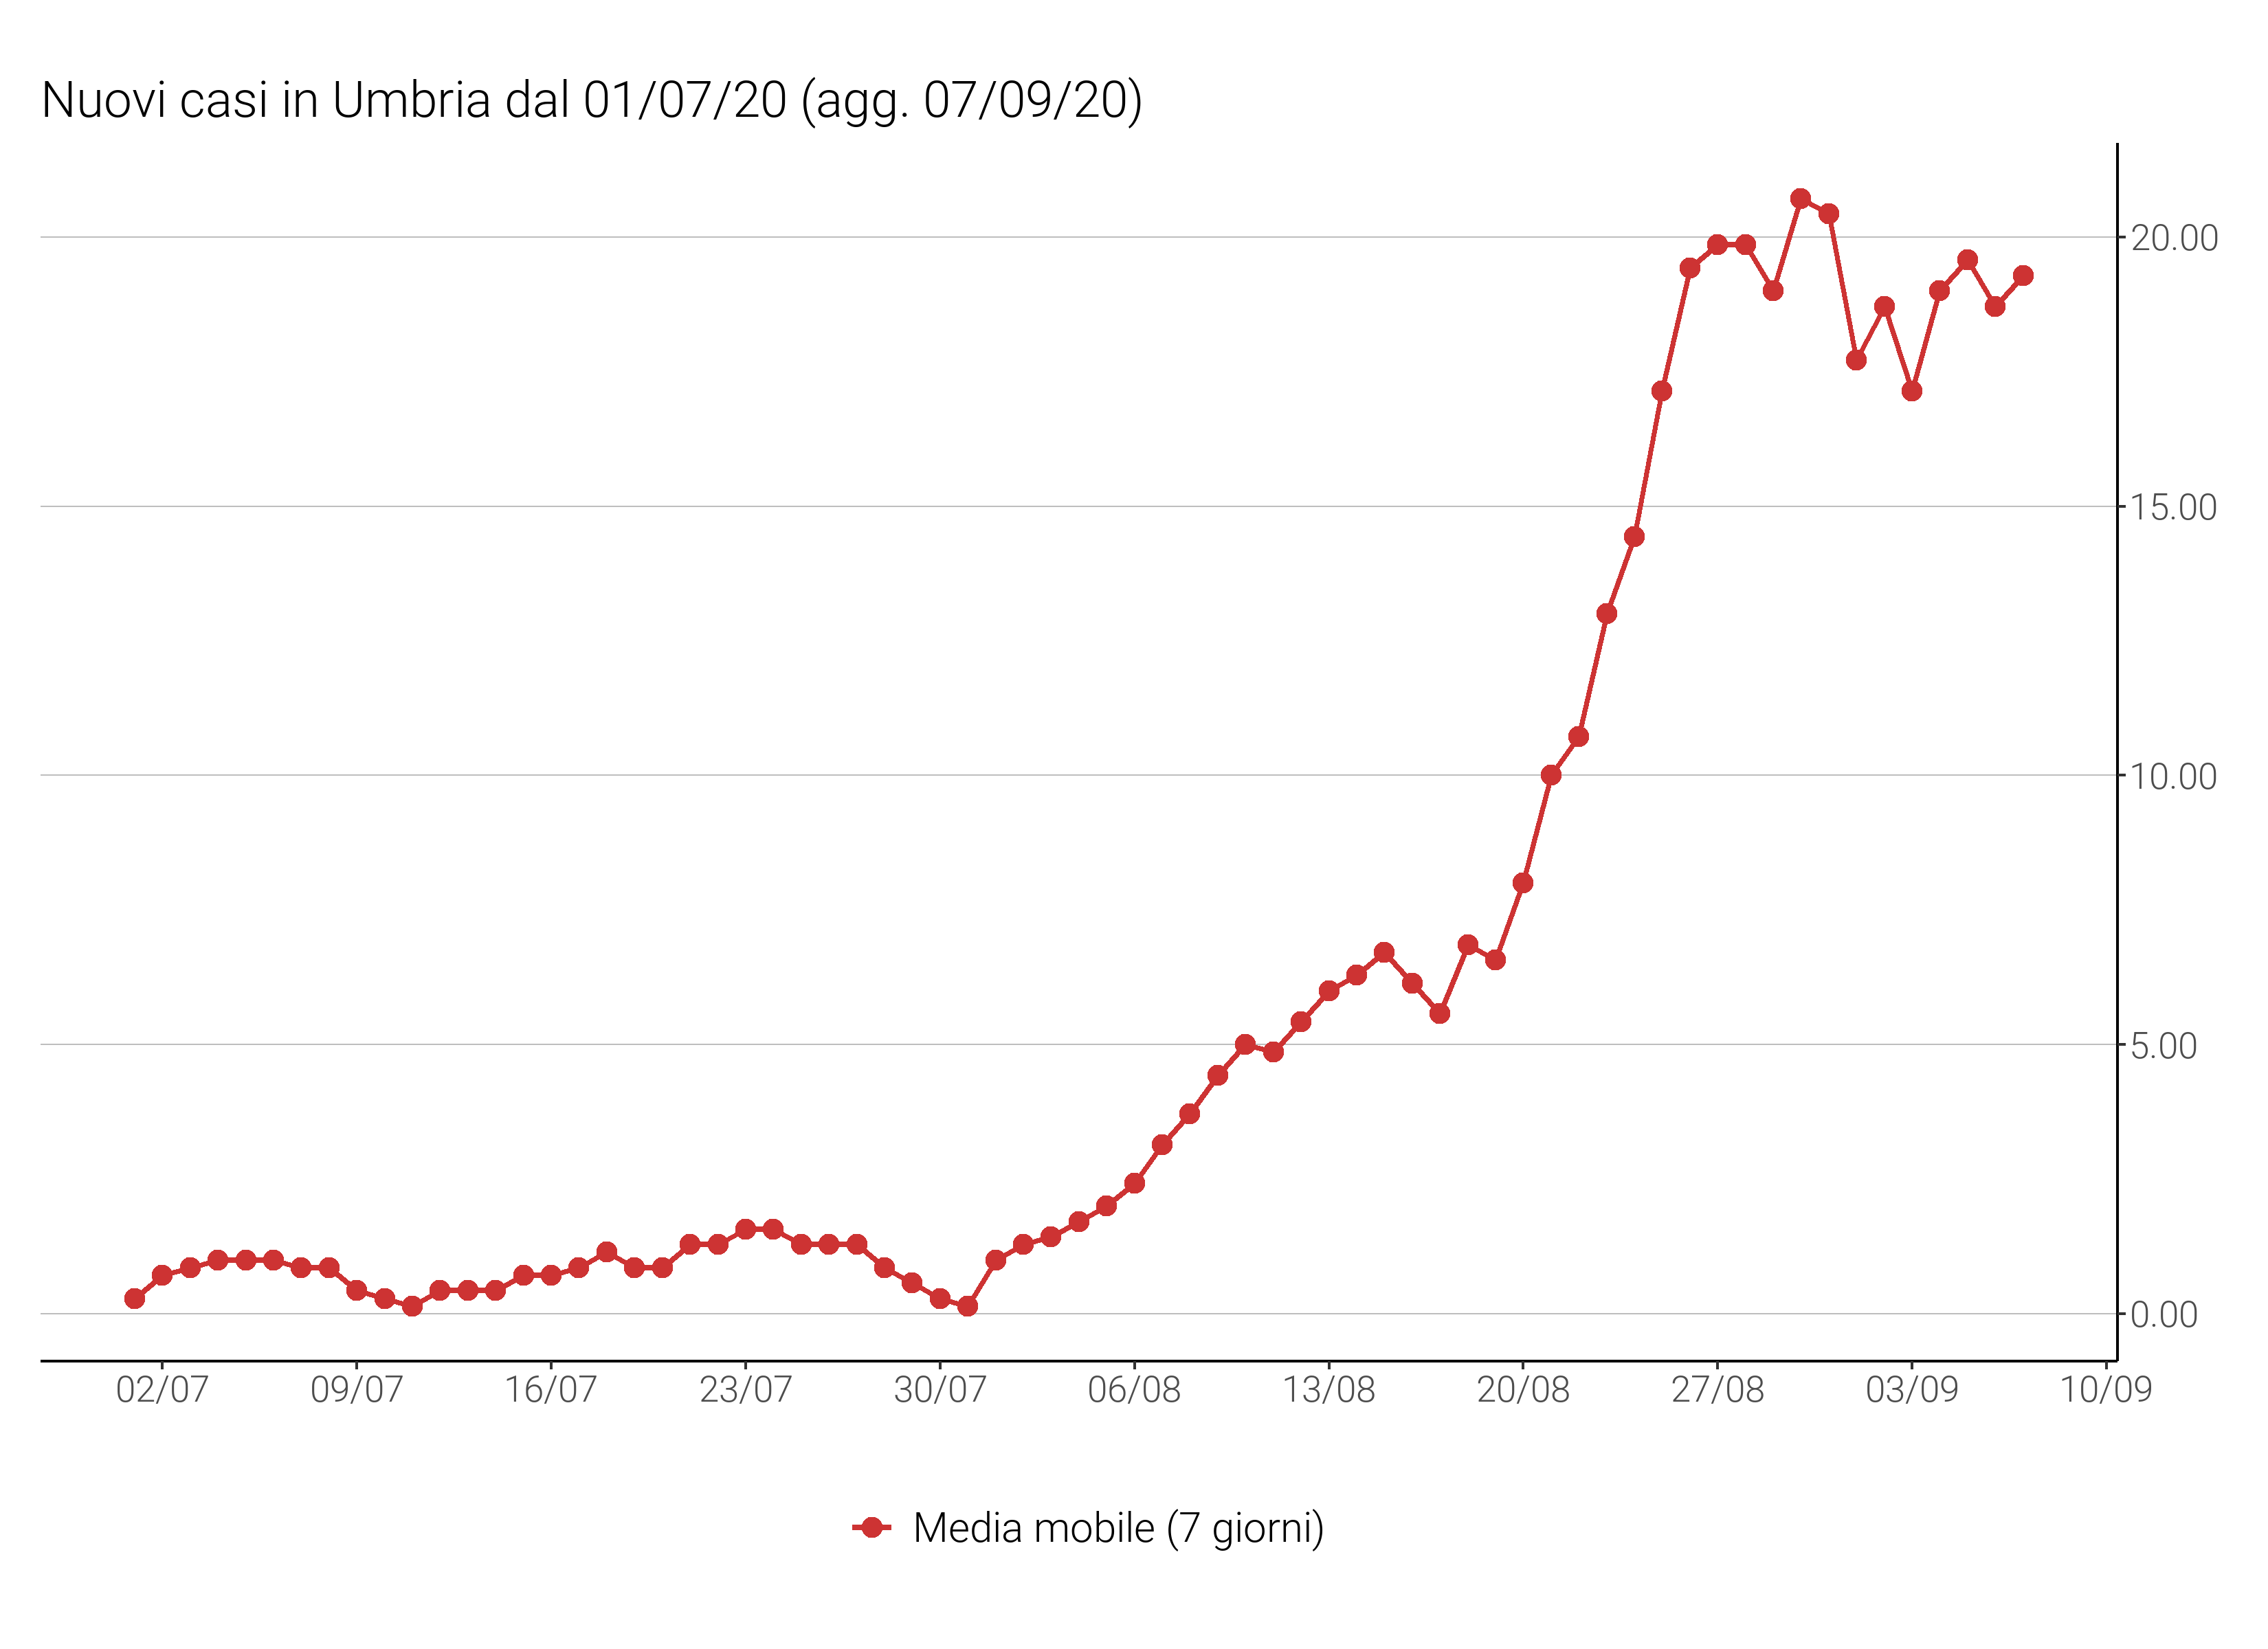 Nuovi casi in Umbria dal 01/07/20 (agg. 07/09/20)
20.00
15.00
10.00
5.00
0.00
02/07 09/07 16/07 23/07 30/07 06/08 13/08 20/08 27/08 03/09 10/09
Media mobile (7 giorni)